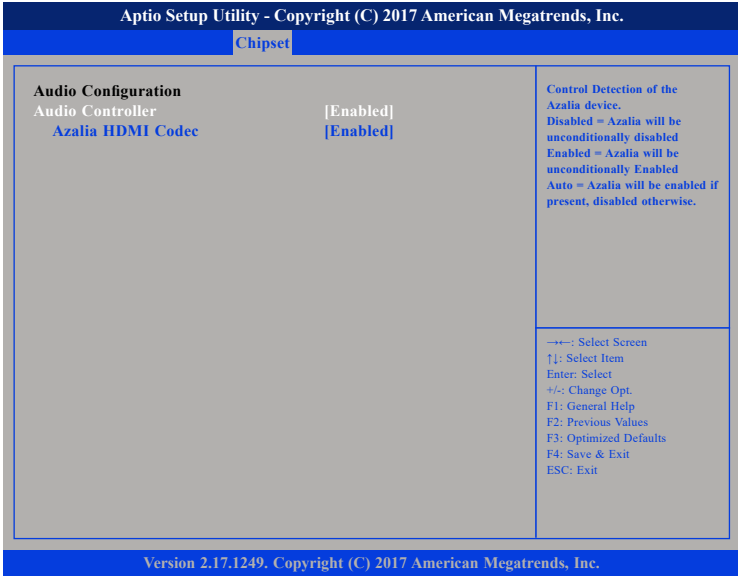 Aptio Setup Utility - Copyright (C) 2017 American Megatrends, Inc.
Chipset
Audio Configuration
Audio Controller [Enabled]
Azalia HDMI Codec [Enabled]
Control Detection of the
Azalia device.
Disabled = Azalia will be
unconditionally disabled
Enabled = Azalia will be
unconditionally Enabled
Auto = Azalia will be enabled if
present, disabled otherwise.
→←: Select Screen
↑↓: Select Item
Enter: Select
+/-: Change Opt.
F1: General Help
F2: Previous Values
F3: Optimized Defaults
F4: Save & Exit
ESC: Exit
Version 2.17.1249. Copyright (C) 2017 American Megatrends, Inc.